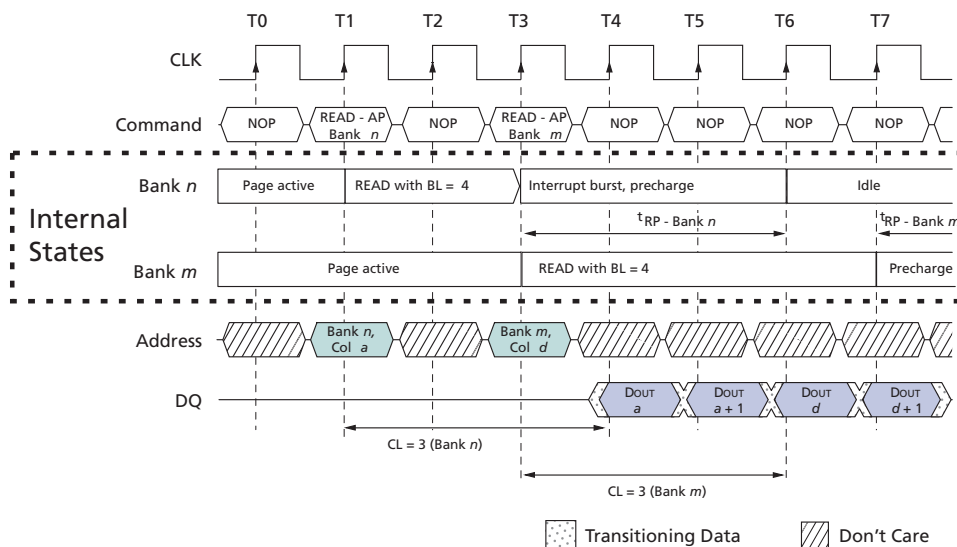 T0 T1 T2 T3 T4 T5 T6 T7
CLK
Command NOP READ - AP Bank n NOP READ - AP Bank m NOP NOP NOP NOP
Internal States
Bank n Page active READ with BL = 4 Interrupt burst, precharge Idle
tRP - Bank n tRP - Bank m
Bank m Page active READ with BL = 4 Precharge
Address Bank n, Col a Bank m, Col d
DQ DOUT a DOUT a + 1 DOUT d DOUT d + 1
CL = 3 (Bank n)
CL = 3 (Bank m)
Transitioning Data Don't Care